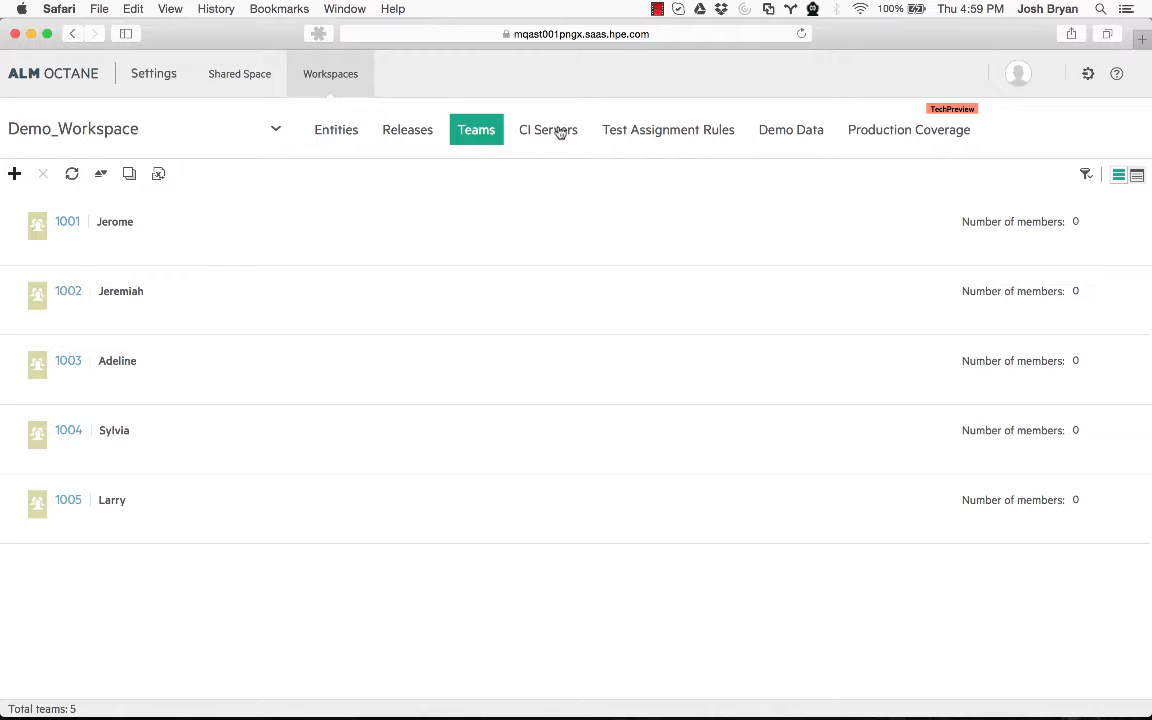 Safari File Edit View History Bookmarks Window Help 100% Thu 4:59 PM Josh Bryan
mqast001pngx.saas.hpe.com
ALM OCTANE Settings Shared Space Workspaces
TechPreview
Demo_Workspace Entities Releases Teams CI Servers Test Assignment Rules Demo Data Production Coverage
1001 Jerome Number of members: 0
1002 Jeremiah Number of members: 0
1003 Adeline Number of members: 0
1004 Sylvia Number of members: 0
1005 Larry Number of members: 0
Total teams: 5